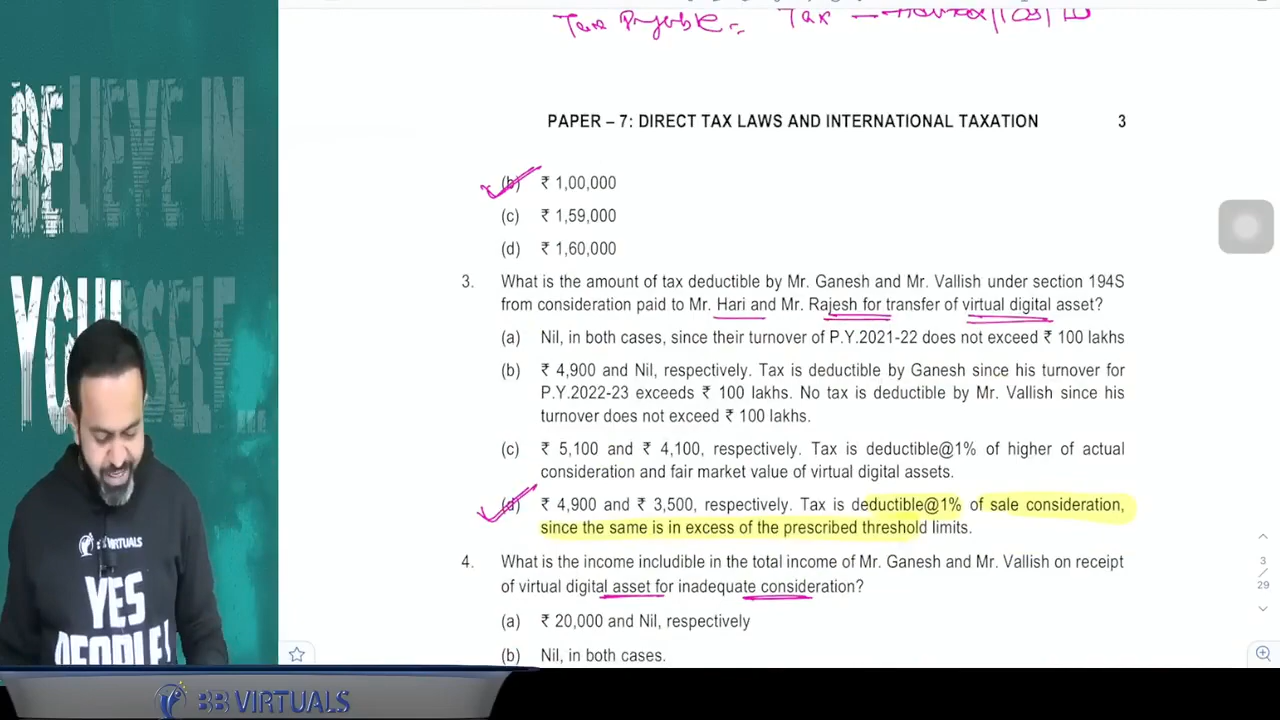 Tax Payable = Tax –
BELIEVE IN
YOURSELF...
PAPER – 7: DIRECT TAX LAWS AND INTERNATIONAL TAXATION 3
(b) ₹ 1,00,000
(c) ₹ 1,59,000
(d) ₹ 1,60,000
3. What is the amount of tax deductible by Mr. Ganesh and Mr. Vallish under section 194S
from consideration paid to Mr. Hari and Mr. Rajesh for transfer of virtual digital asset?
(a) Nil, in both cases, since their turnover of P.Y.2021-22 does not exceed ₹ 100 lakhs
(b) ₹ 4,900 and Nil, respectively. Tax is deductible by Ganesh since his turnover for
P.Y.2022-23 exceeds ₹ 100 lakhs. No tax is deductible by Mr. Vallish since his
turnover does not exceed ₹ 100 lakhs.
(c) ₹ 5,100 and ₹ 4,100, respectively. Tax is deductible@1% of higher of actual
consideration and fair market value of virtual digital assets.
(d) ₹ 4,900 and ₹ 3,500, respectively. Tax is deductible@1% of sale consideration,
since the same is in excess of the prescribed threshold limits.
4. What is the income includible in the total income of Mr. Ganesh and Mr. Vallish on receipt
of virtual digital asset for inadequate consideration?
(a) ₹ 20,000 and Nil, respectively
(b) Nil, in both cases.
3
/
29
BB VIRTUALS
YES
PEOPLE!
BB VIRTUALS